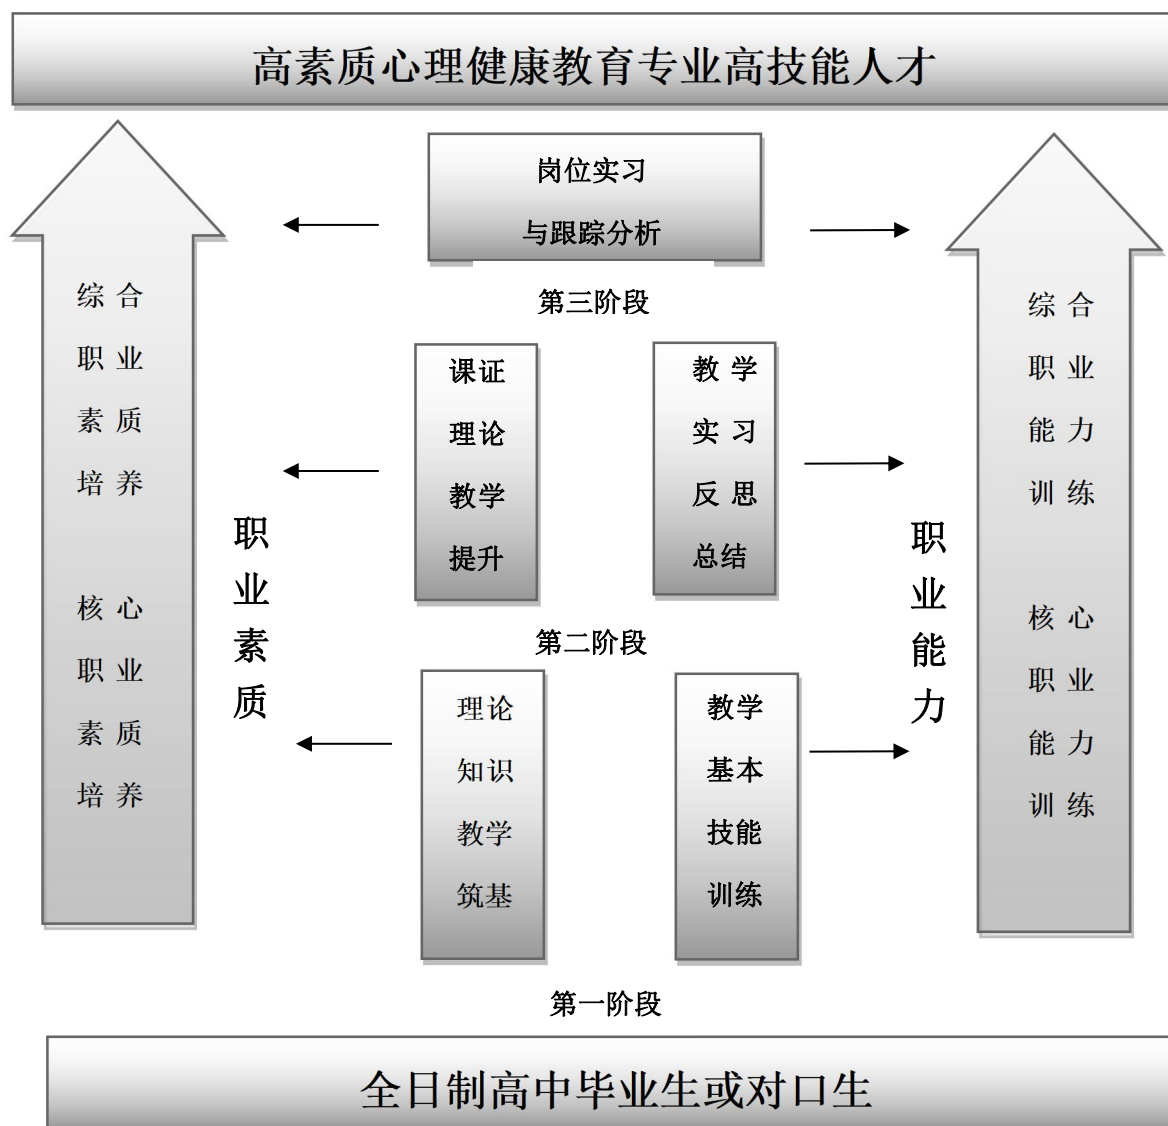 高素质心理健康教育专业高技能人才
岗位实习
与跟踪分析
第三阶段
综合
职业
素质
培养
核心
职业
素质
培养
职
业
素
质
课证
理论
教学
提升
教学
实习
反思
总结
第二阶段
理论
知识
教学
筑基
教学
基本
技能
训练
第一阶段
职
业
能
力
综合
职业
能力
训练
核心
职业
能力
训练
全日制高中毕业生或对口生